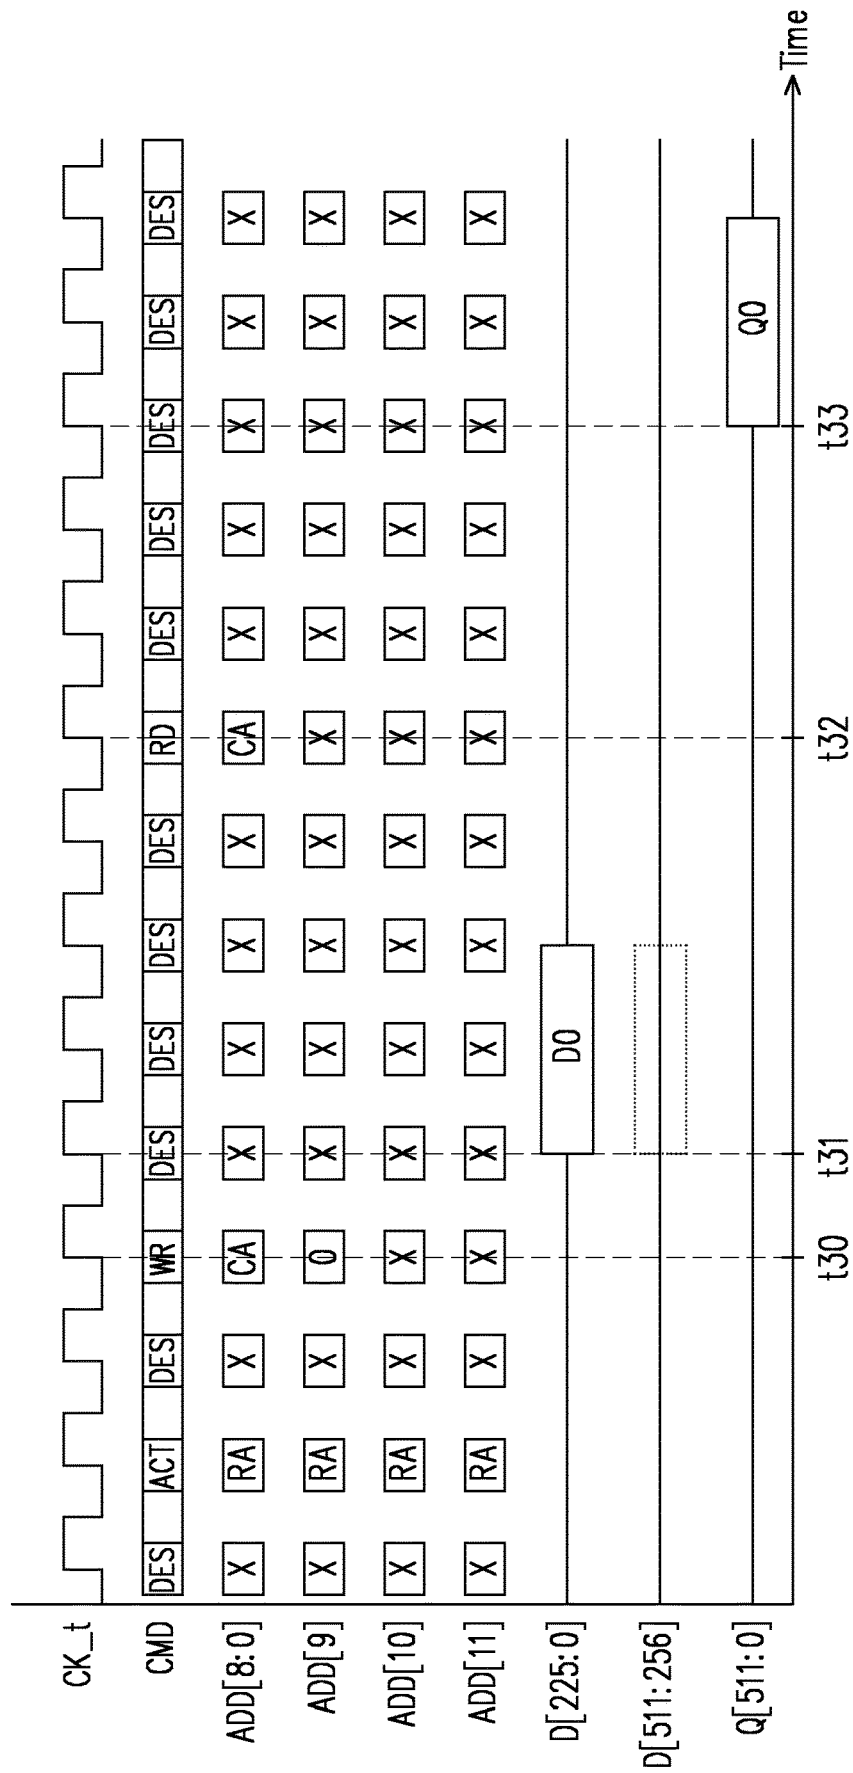 CK_t
CMD DES ACT DES WR DES DES DES DES RD DES DES DES DES DES
ADD[8:0] X RA X CA X X X X CA X X X X X
ADD[9] X RA X 0 X X X X X X X X X X
ADD[10] X RA X X X X X X X X X X X X
ADD[11] X RA X X X X X X X X X X X X
D[225:0] D0
D[511:256]
Q[511:0] Q0
Time
t30 t31 t32 t33